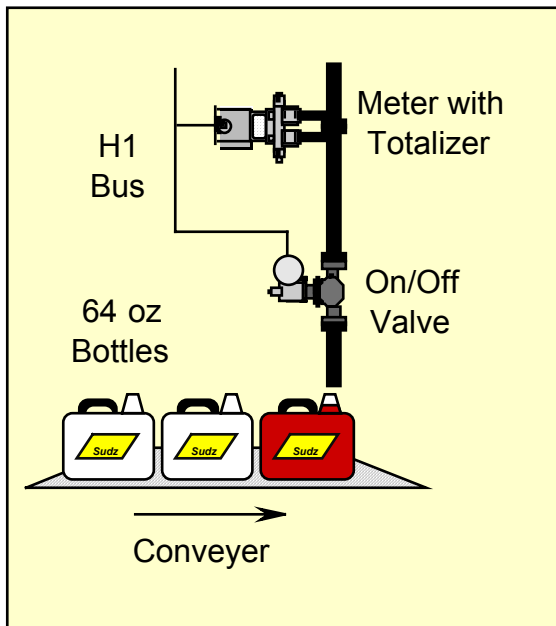 Meter with
Totalizer
H1
Bus
On/Off
Valve
64 oz
Bottles
Sudz
Sudz
Sudz
Conveyer